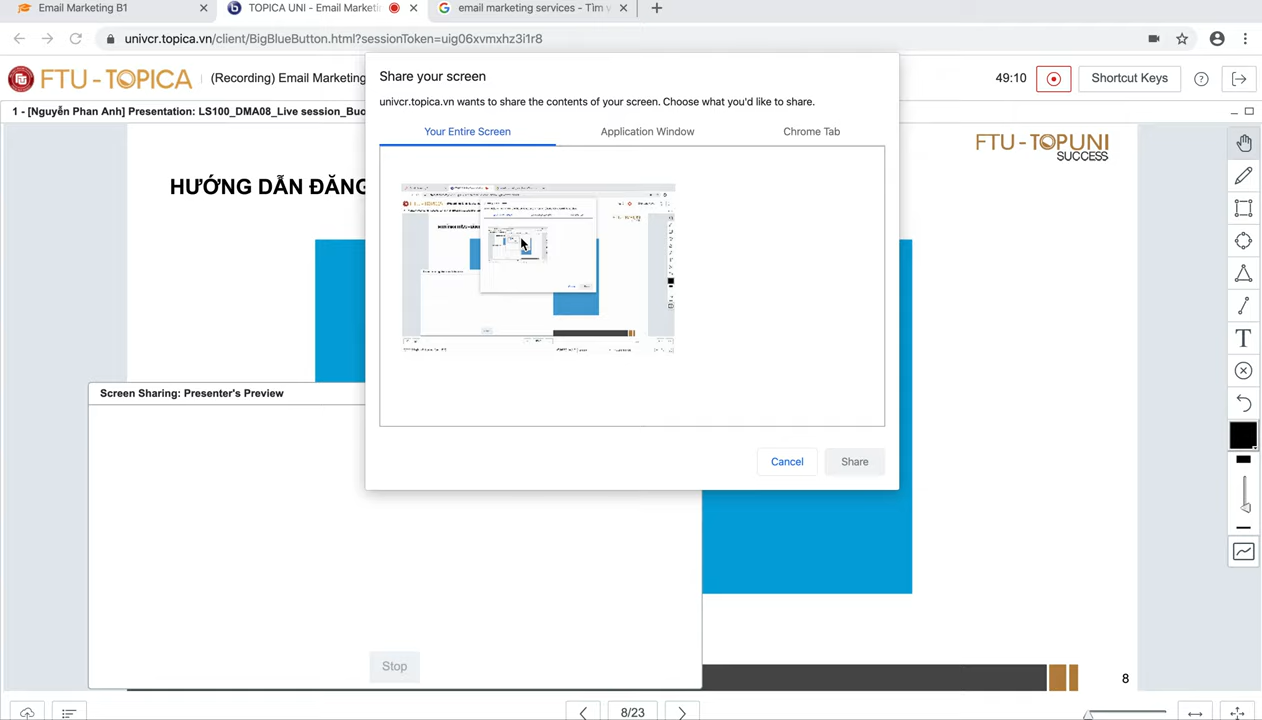 Email Marketing B1
TOPICA UNI - Email Marketin
email marketing services - Tìm v
univcr.topica.vn/client/BigBlueButton.html?sessionToken=uig06xvmxhz3i1r8
FTU - TOPICA
(Recording) Email Marketing
49:10
Shortcut Keys
1 - [Nguyễn Phan Anh] Presentation: LS100_DMA08_Live session_Buo
Share your screen
univcr.topica.vn wants to share the contents of your screen. Choose what you'd like to share.
Your Entire Screen
Application Window
Chrome Tab
FTU - TOPUNI
SUCCESS
HƯỚNG DẪN ĐĂNG
Screen Sharing: Presenter's Preview
Cancel
Share
Stop
8
8/23